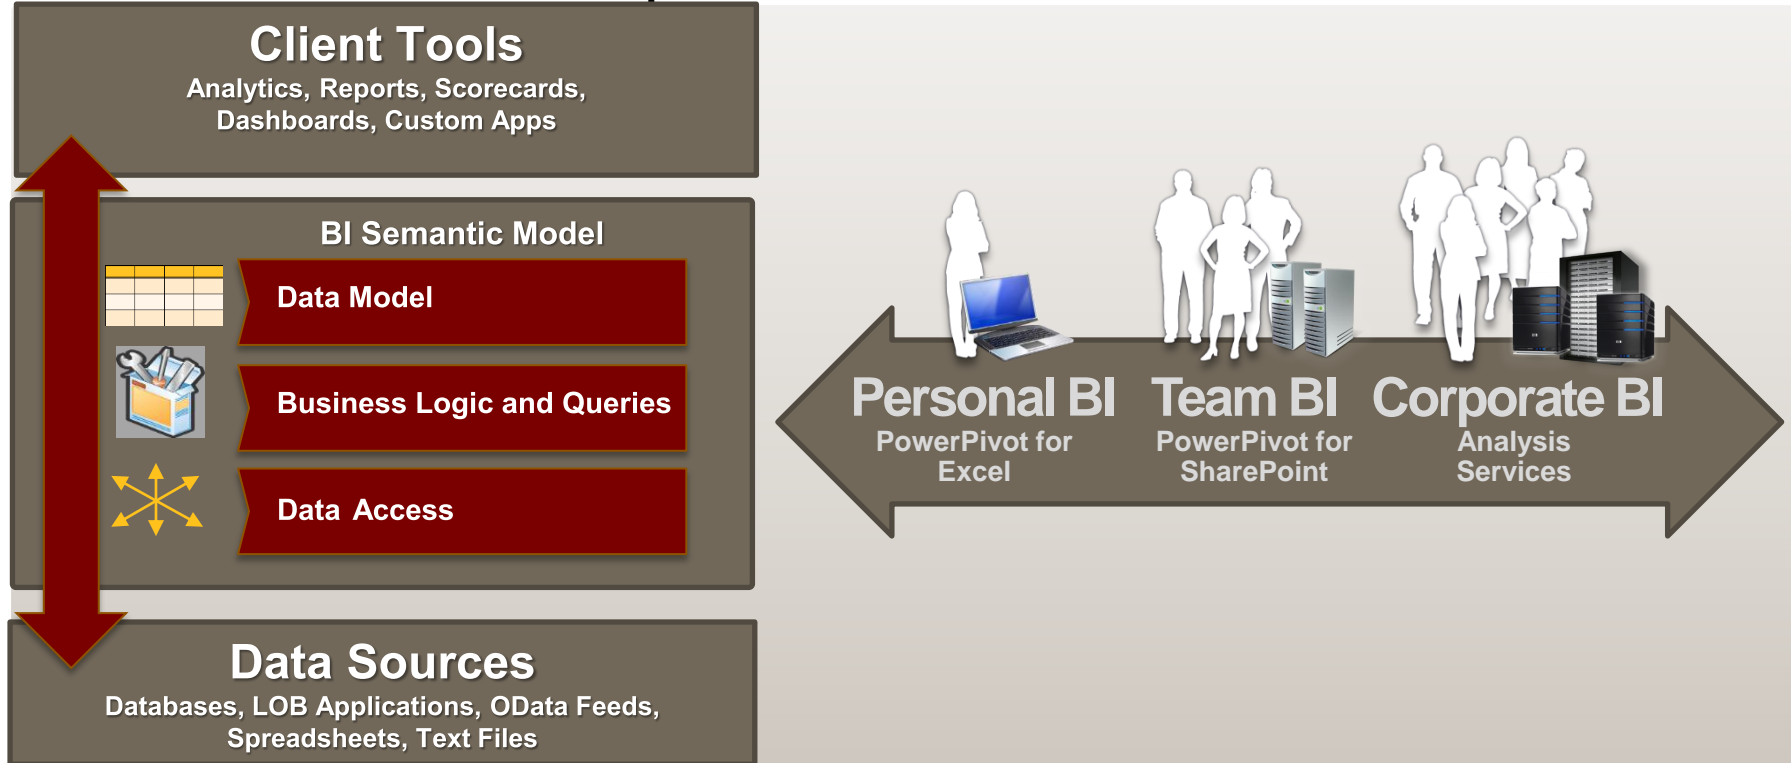 Client Tools
Analytics, Reports, Scorecards,
Dashboards, Custom Apps
BI Semantic Model
Data Model
Business Logic and Queries
Data Access
Data Sources
Databases, LOB Applications, OData Feeds,
Spreadsheets, Text Files
Personal BI
PowerPivot for
Excel
Team BI
PowerPivot for
SharePoint
Corporate BI
Analysis
Services